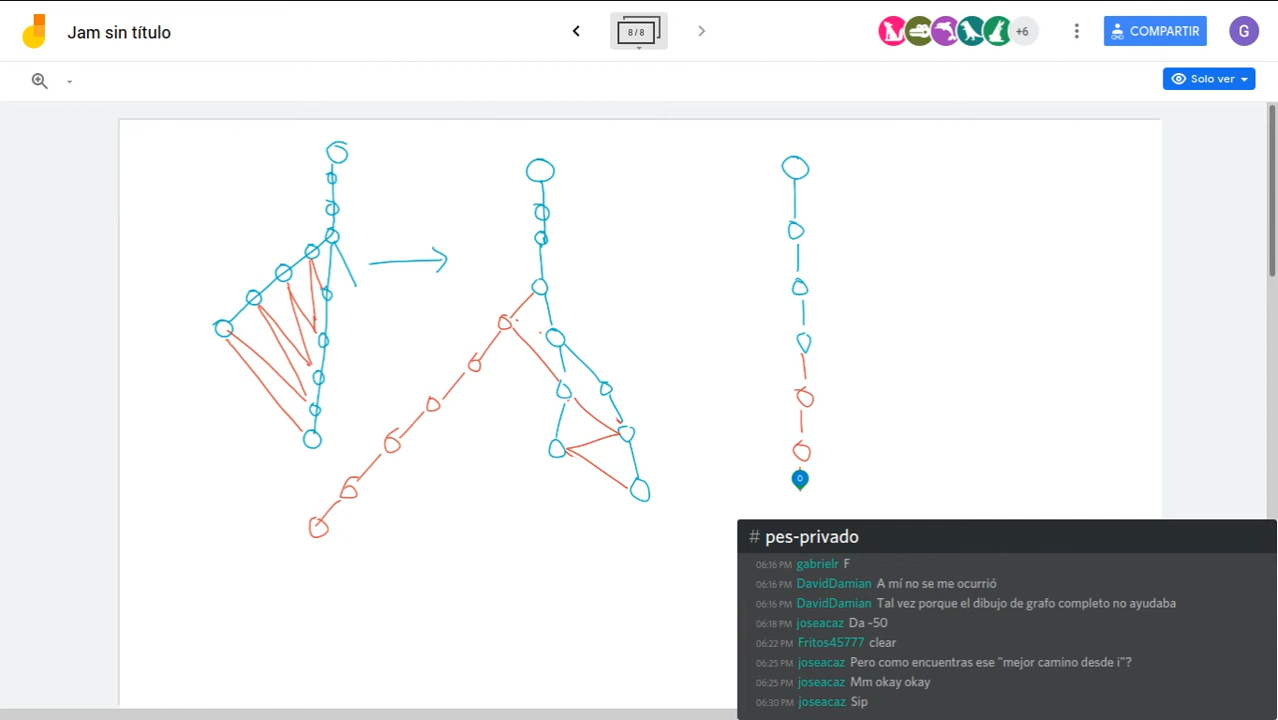 Jam sin título
8/8
+6
COMPARTIR
G
Solo ver
# pes-privado
06:16 PM gabrielr F
06:16 PM DavidDamian A mí no se me ocurrió
06:16 PM DavidDamian Tal vez porque el dibujo de grafo completo no ayudaba
06:18 PM joseacaz Da -50
06:22 PM Fritos45777 clear
06:25 PM joseacaz Pero como encuentras ese "mejor camino desde i"?
06:25 PM joseacaz Mm okay okay
06:30 PM joseacaz Sip